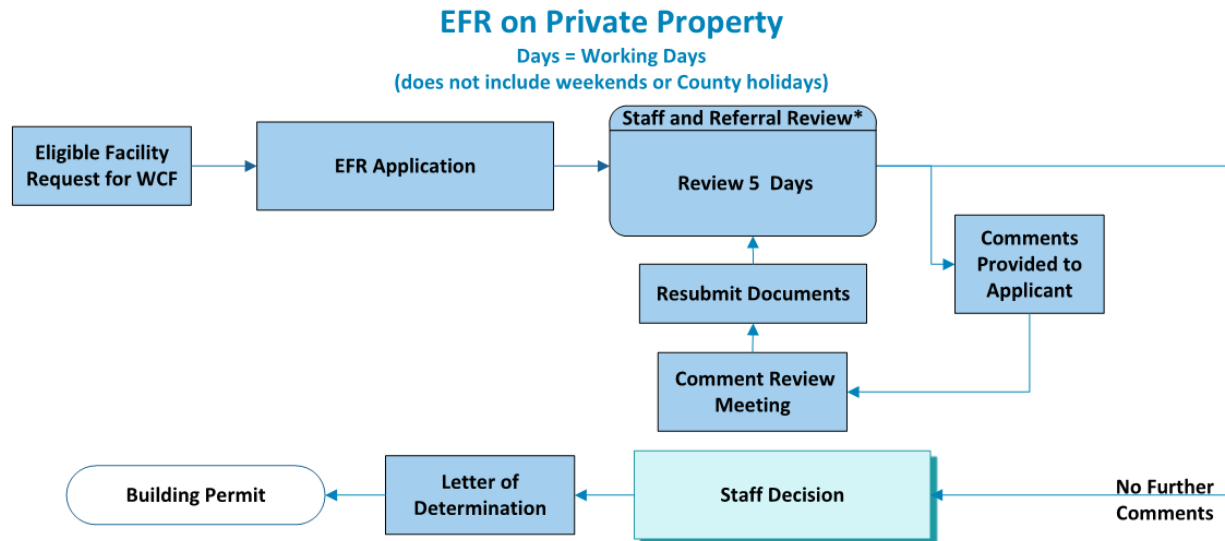 EFR on Private Property
Days = Working Days
(does not include weekends or County holidays)
Eligible Facility
Request for WCF
EFR Application
Staff and Referral Review*
Review 5 Days
Comments
Provided to
Applicant
Resubmit Documents
Comment Review
Meeting
Building Permit
Letter of
Determination
Staff Decision
No Further
Comments